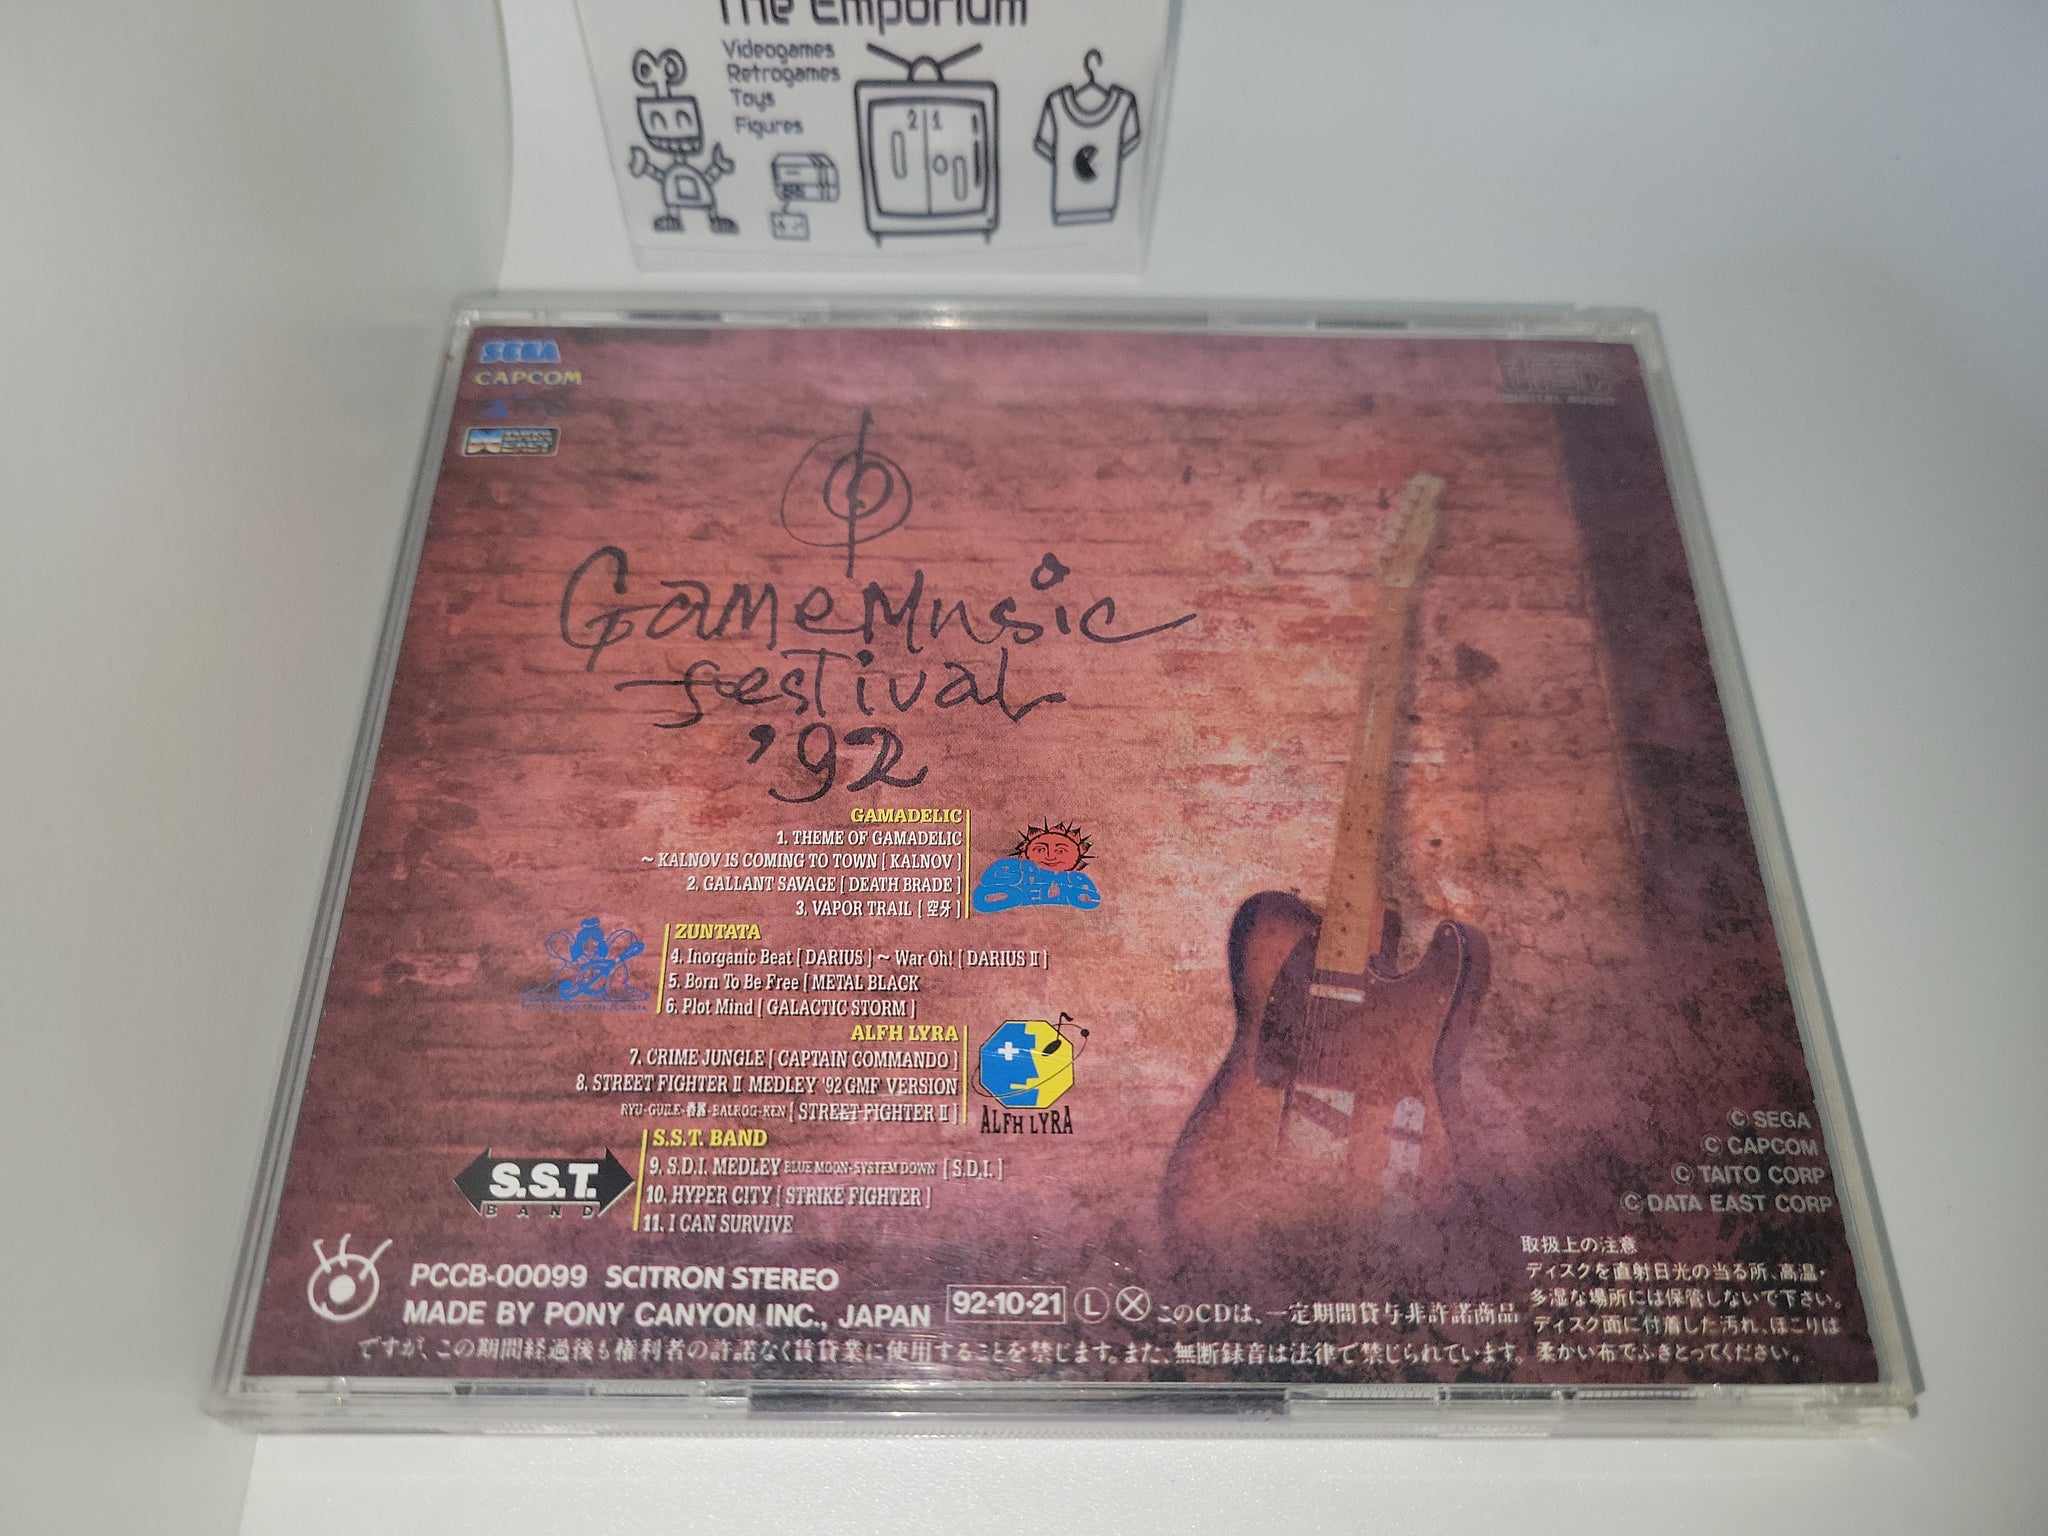 The Emporium
Videogames
Retrogames
Toys
Figures
2 1
SEGA
CAPCOM
DIGITAL AUDIO
GameMusic
festival
'92
GAMADELIC
1. THEME OF GAMADELIC
~ KALNOV IS COMING TO TOWN [ KALNOV ]
2. GALLANT SAVAGE [ DEATH BRADE ]
3. VAPOR TRAIL [ 空牙 ]
GAMADELIC
ZUNTATA
4. Inorganic Beat [ DARIUS ] ~ War Oh! [ DARIUS II ]
5. Born To Be Free [ METAL BLACK
6. Plot Mind [ GALACTIC STORM ]
ALFH LYRA
7. CRIME JUNGLE [ CAPTAIN COMMANDO ]
8. STREET FIGHTER II MEDLEY '92 GMF VERSION
RYU-GUILE-春麗-BALROG-KEN [ STREET FIGHTER II ]
ALFH LYRA
S.S.T. BAND
9. S.D.I. MEDLEY BLUE MOON-SYSTEM DOWN [ S.D.I. ]
10. HYPER CITY [ STRIKE FIGHTER ]
11. I CAN SURVIVE
S.S.T.
BAND
© SEGA
© CAPCOM
© TAITO CORP
© DATA EAST CORP
PCCB-00099 SCITRON STEREO
MADE BY PONY CANYON INC., JAPAN
92・10・21 Ⓛ Ⓧ このCDは、一定期間貸与非許諾商品
ですが、この期間経過後も権利者の許諾なく賃貸業に使用することを禁じます。また、無断録音は法律で禁じられています。
取扱上の注意
ディスクを直射日光の当る所、高温・
多湿な場所には保管しないで下さい。
ディスク面に付着した汚れ、ほこりは
柔かい布でふきとってください。